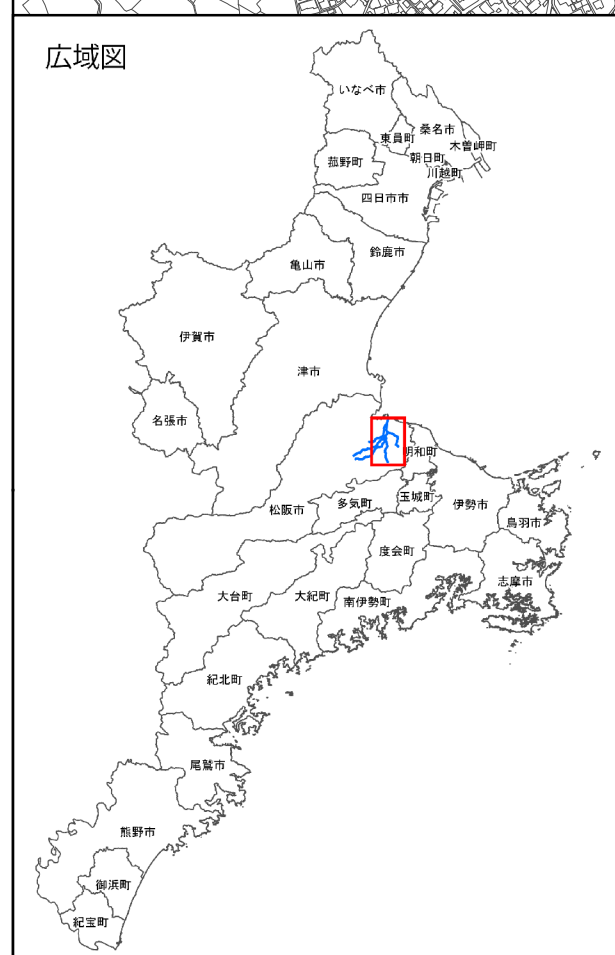 広域図
いなべ市
桑名市
東員町
木曽岬町
朝日町
菰野町
川越町
四日市市
鈴鹿市
亀山市
伊賀市
津市
名張市
明和町
玉城町
多気町
伊勢市
松阪市
鳥羽市
度会町
志摩市
大台町
大紀町
南伊勢町
紀北町
尾鷲市
熊野市
御浜町
紀宝町